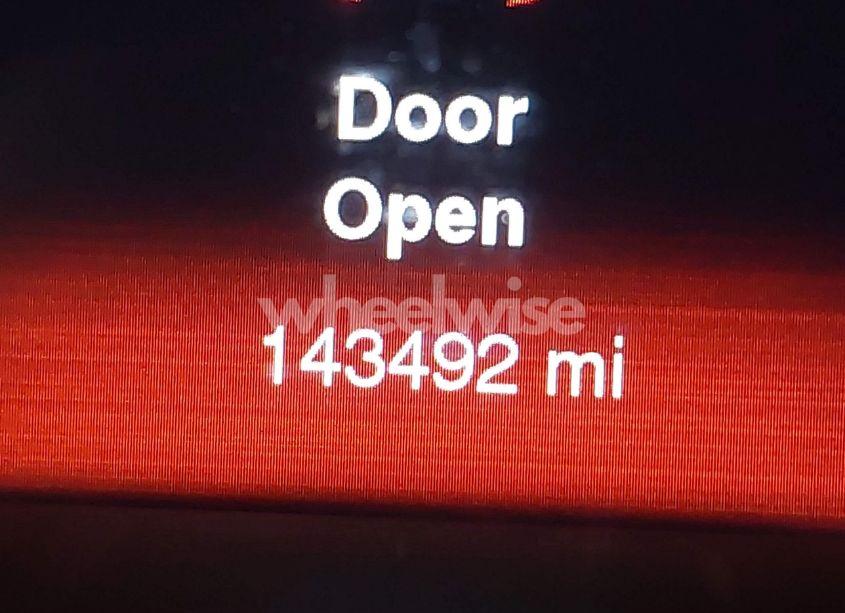 Door
Open
wheelwise
143492 mi